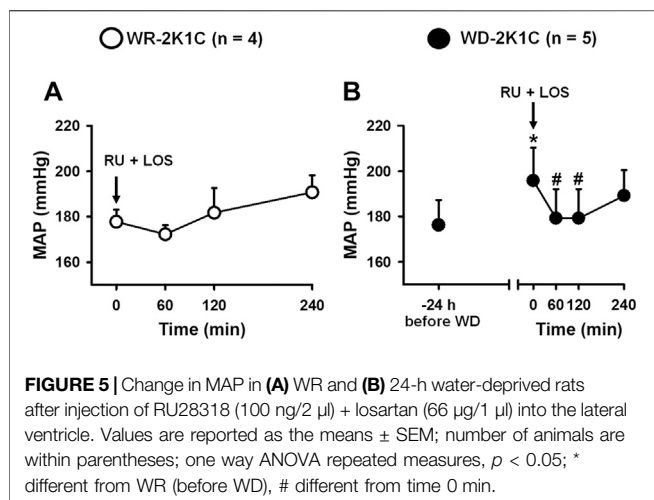 WR-2K1C (n = 4)
WD-2K1C (n = 5)
A
RU + LOS
MAP (mmHg)
220
200
180
160
0 60 120 240
Time (min)
B
RU + LOS
*
# #
MAP (mmHg)
220
200
180
160
-24 h
before WD
0 60 120 240
Time (min)
FIGURE 5 | Change in MAP in (A) WR and (B) 24-h water-deprived rats
after injection of RU28318 (100 ng/2 μl) + losartan (66 μg/1 μl) into the lateral
ventricle. Values are reported as the means ± SEM; number of animals are
within parentheses; one way ANOVA repeated measures, p < 0.05; *
different from WR (before WD), # different from time 0 min.